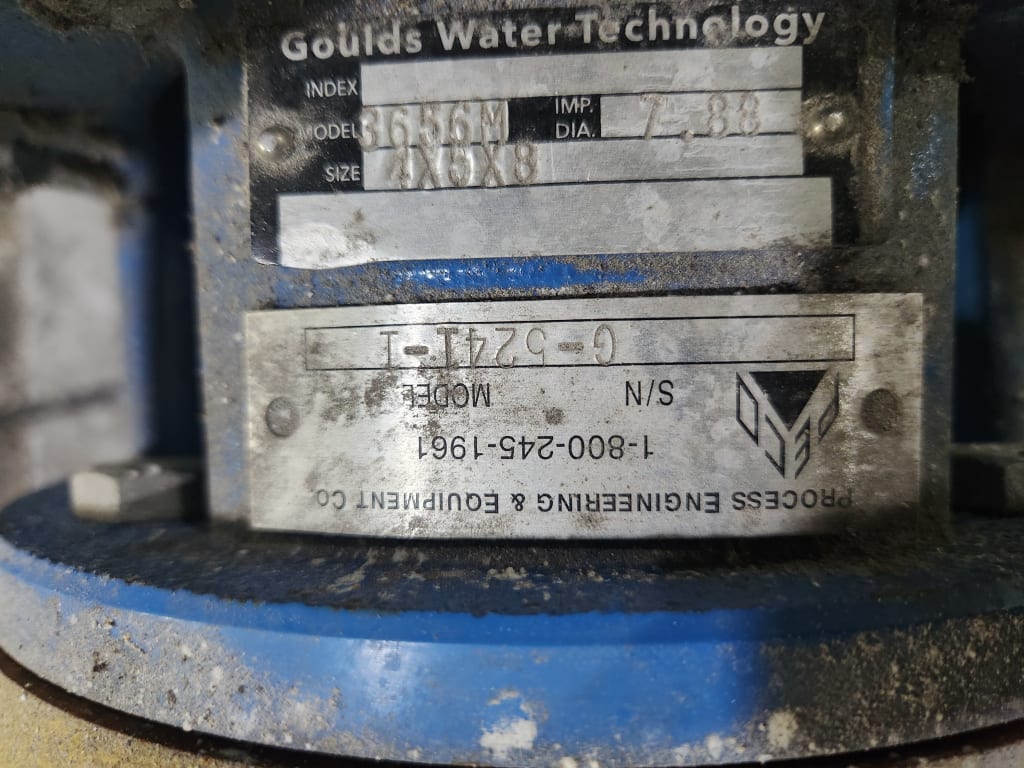 Goulds Water Technology
INDEX
MODEL 3656M IMP. DIA. 7.88
SIZE 4X5X8
PROCESS ENGINEERING & EQUIPMENT CO.
1-800-245-1961
S/N MODEL
G-5241-1